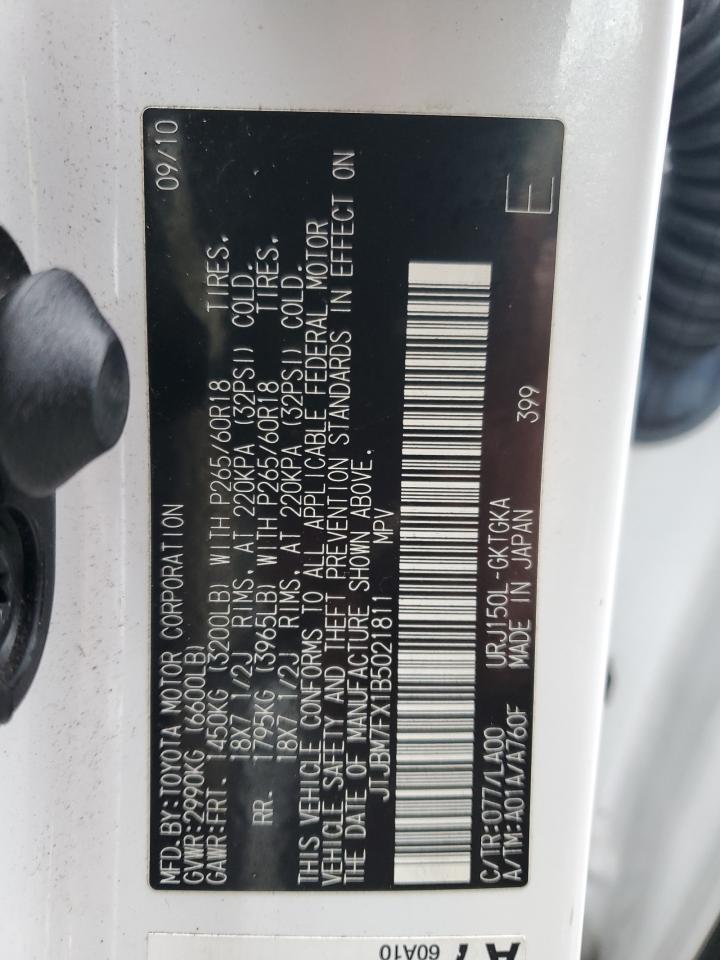 MFD.BY:TOYOTA MOTOR CORPORATION 09/10
GVWR:2990KG (6600LB)
GAWR:FRT. 1450KG (3200LB) WITH P265/60R18 TIRES,
18X7 1/2J RIMS, AT 220KPA (32PSI) COLD.
RR. 1795KG (3965LB) WITH P265/60R18 TIRES,
18X7 1/2J RIMS, AT 220KPA (32PSI) COLD.
THIS VEHICLE CONFORMS TO ALL APPLICABLE FEDERAL MOTOR
VEHICLE SAFETY AND THEFT PREVENTION STANDARDS IN EFFECT ON
THE DATE OF MANUFACTURE SHOWN ABOVE.
JTJBM7FX1B5021811 MPV
E
C/TR:077/LA00 URJ150L-GKTGKA 399
A/TM:A01A/A760F MADE IN JAPAN
60A10